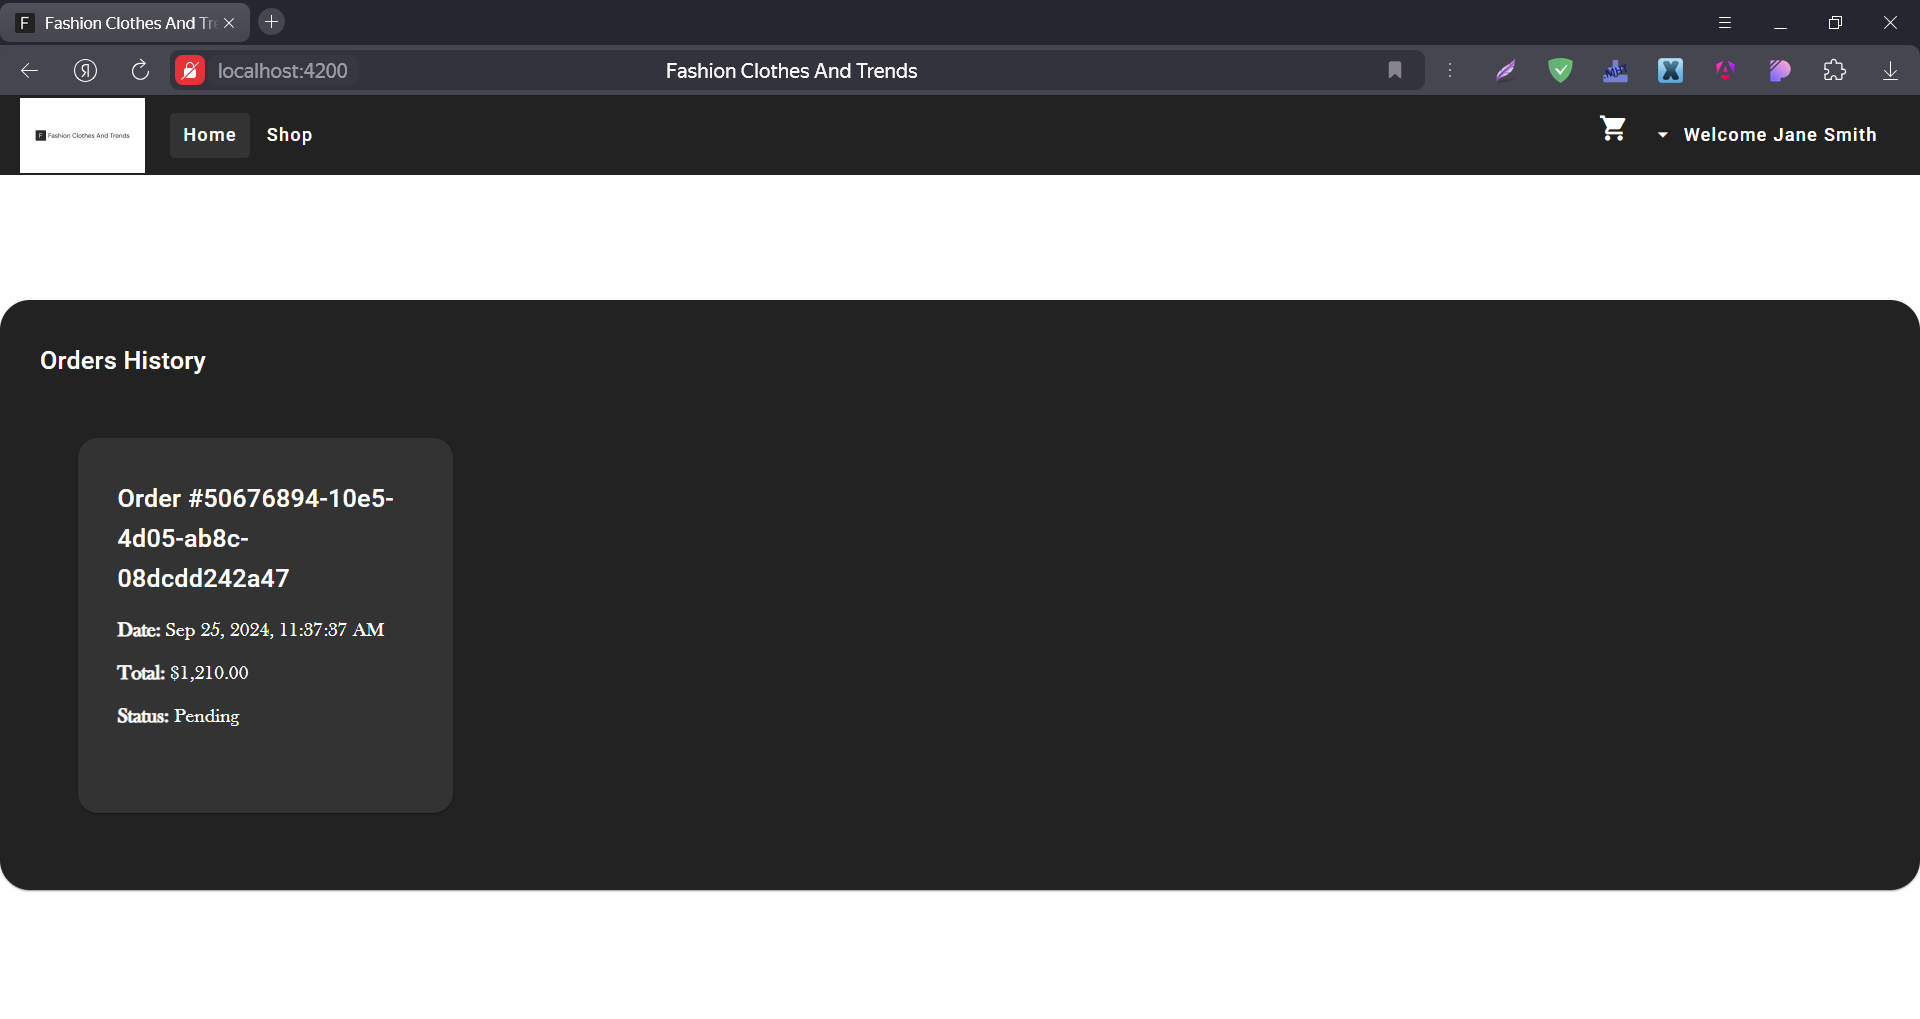 F Fashion Clothes And Tr
localhost:4200
Fashion Clothes And Trends
F Fashion Clothes And Trends
Home
Shop
Welcome Jane Smith
Orders History
Order #50676894-10e5-
4d05-ab8c-
08dcdd242a47
Date: Sep 25, 2024, 11:37:37 AM
Total: $1,210.00
Status: Pending